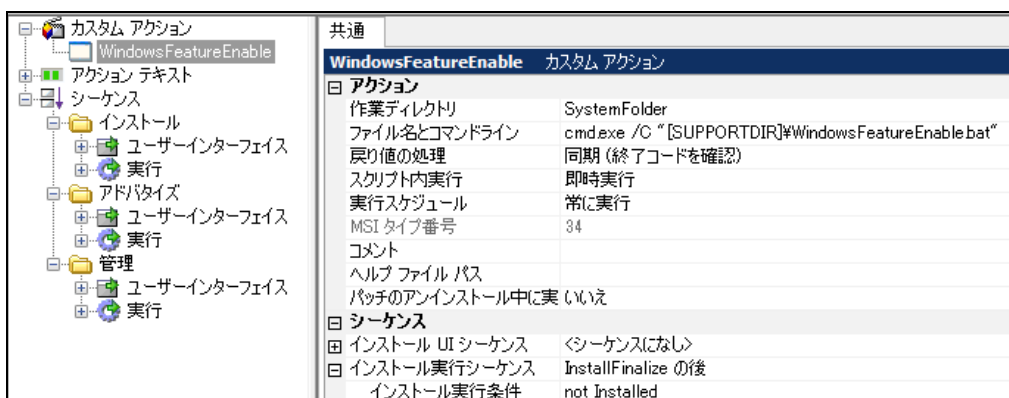 カスタム アクション
WindowsFeatureEnable
アクション テキスト
シーケンス
インストール
ユーザーインターフェイス
実行
アドバタイズ
ユーザーインターフェイス
実行
管理
ユーザーインターフェイス
実行
共通
WindowsFeatureEnable カスタム アクション
アクション
作業ディレクトリ SystemFolder
ファイル名とコマンドライン cmd.exe /C "[SUPPORTDIR]¥WindowsFeatureEnable.bat"
戻り値の処理 同期 (終了コードを確認)
スクリプト内実行 即時実行
実行スケジュール 常に実行
MSI タイプ番号 34
コメント
ヘルプ ファイル パス
パッチのアンインストール中に実 いいえ
シーケンス
インストール UI シーケンス <シーケンスになし>
インストール実行シーケンス InstallFinalize の後
インストール実行条件 not Installed